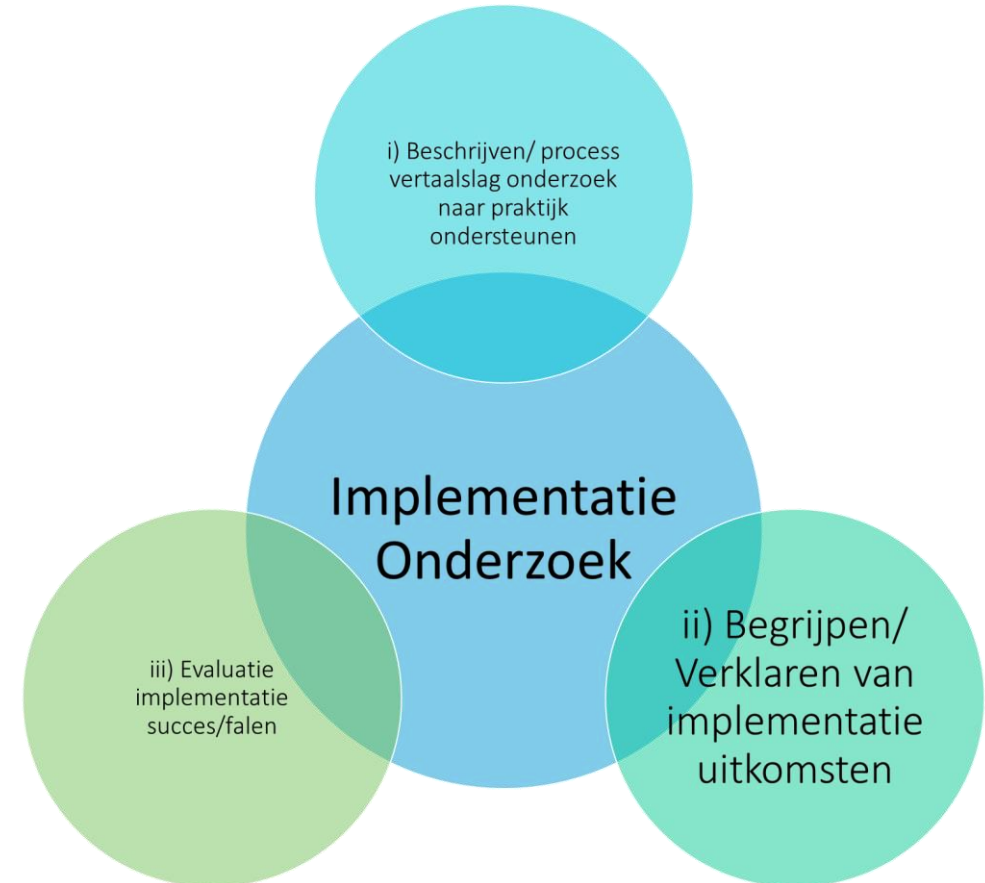 i) Beschrijven/ process
vertaalslag onderzoek
naar praktijk
ondersteunen
Implementatie
Onderzoek
ii) Begrijpen/
Verklaren van
implementatie
uitkomsten
iii) Evaluatie
implementatie
succes/falen